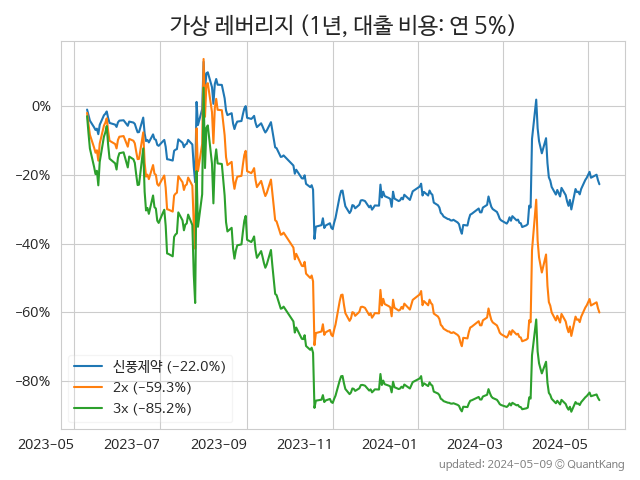 가상 레버리지 (1년, 대출 비용: 연 5%)
0%
−20%
−40%
−60%
−80%
신풍제약 (−22.0%)
2x (−59.3%)
3x (−85.2%)
2023-05 2023-07 2023-09 2023-11 2024-01 2024-03 2024-05
updated: 2024-05-09 © QuantKang